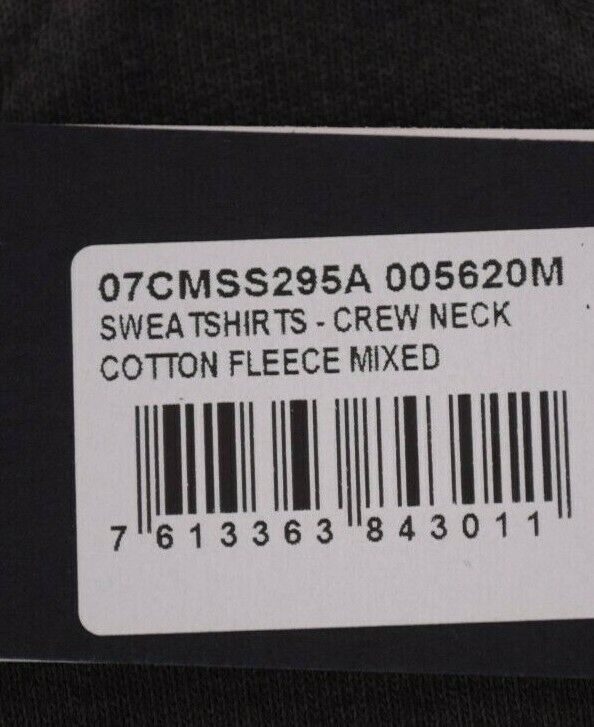 07CMSS295A 005620M
SWEATSHIRTS - CREW NECK
COTTON FLEECE MIXED
7 613363 843011